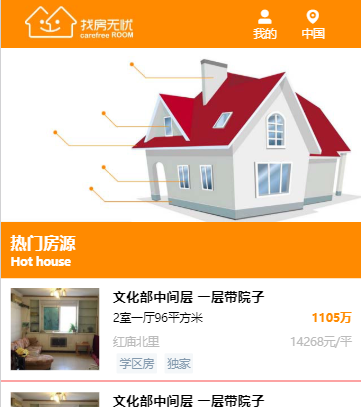 找房无忧
carefree ROOM
我的
中国
热门房源
Hot house
文化部中间层 一层带院子
2室一厅96平方米
1105万
红庙北里
14268元/平
学区房 独家
文化部中间层 一层带院子